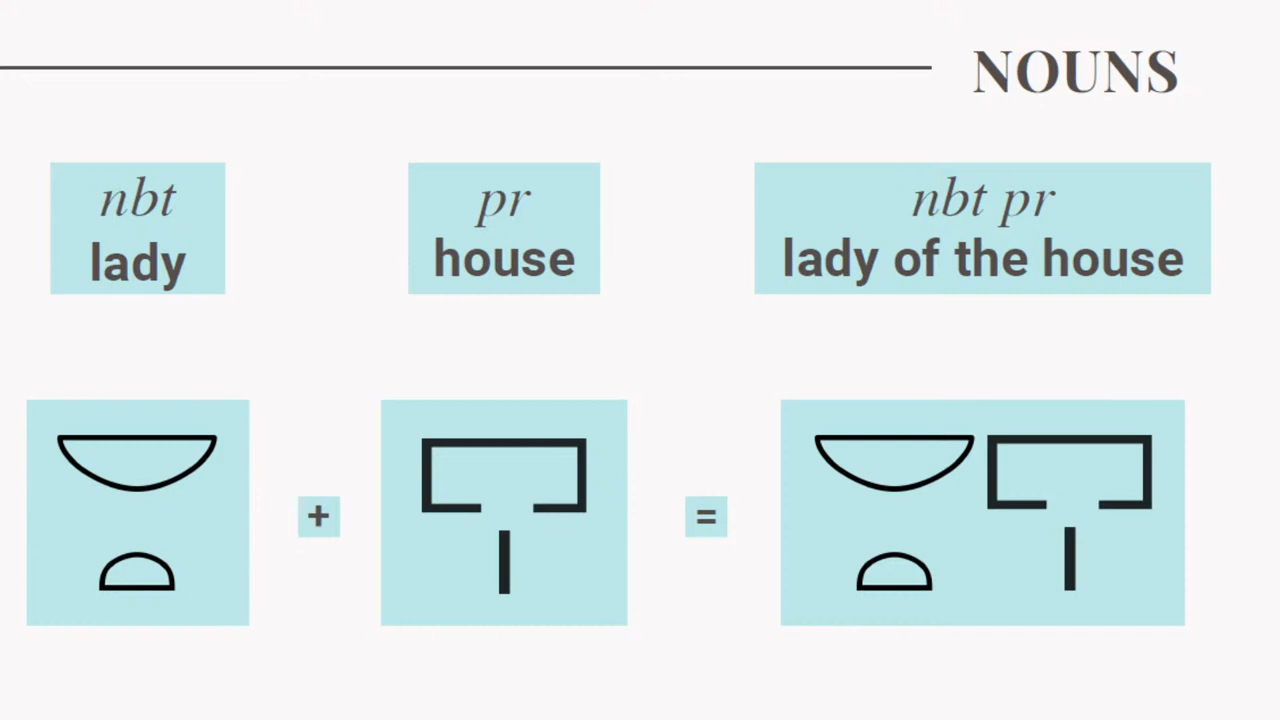 NOUNS
nbt
lady
pr
house
nbt pr
lady of the house
𓎟𓏏
+
𓉐𓏤
=
𓎟𓏏𓉐𓏤